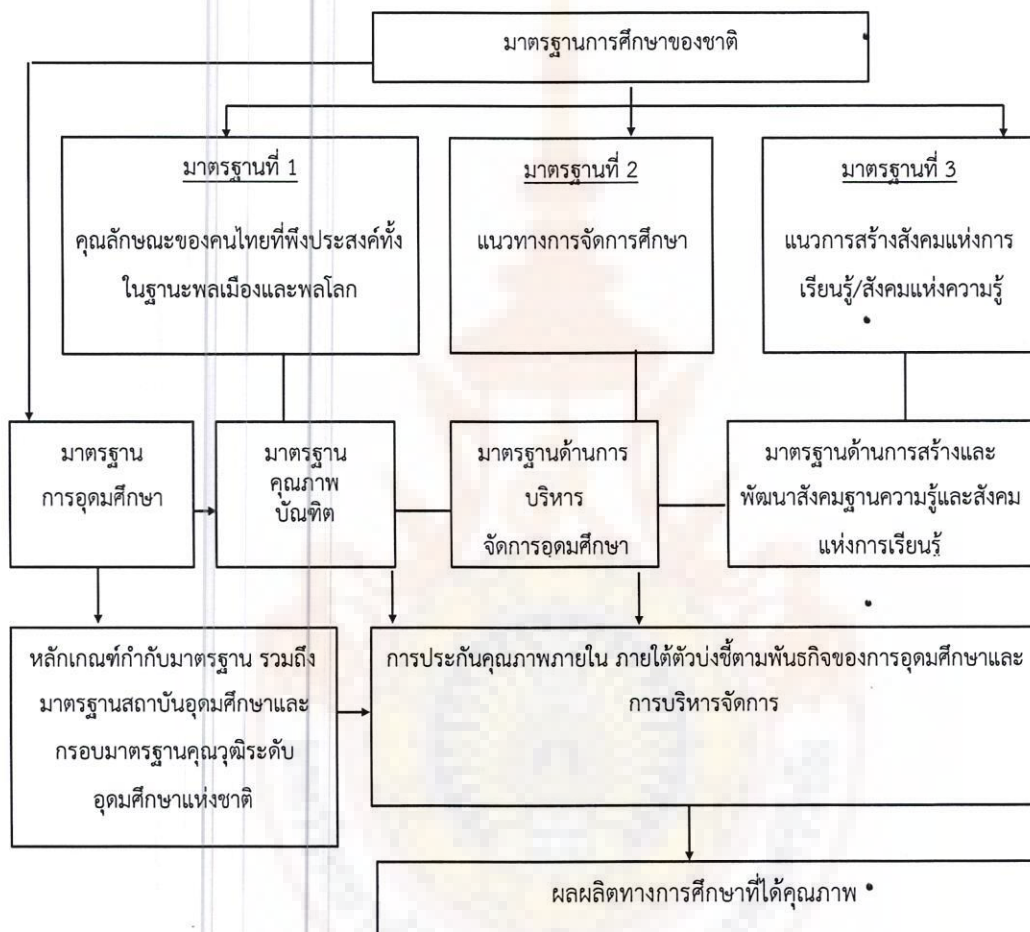 มาตรฐานการศึกษาของชาติ
มาตรฐานที่ 1
คุณลักษณะของคนไทยที่พึงประสงค์ทั้ง
ในฐานะพลเมืองและพลโลก
มาตรฐานที่ 2
แนวทางการจัดการศึกษา
มาตรฐานที่ 3
แนวการสร้างสังคมแห่งการ
เรียนรู้/สังคมแห่งความรู้
มาตรฐาน
การอุดมศึกษา
มาตรฐาน
คุณภาพ
บัณฑิต
มาตรฐานด้านการ
บริหาร
จัดการอุดมศึกษา
มาตรฐานด้านการสร้างและ
พัฒนาสังคมฐานความรู้และสังคม
แห่งการเรียนรู้
หลักเกณฑ์กำกับมาตรฐาน รวมถึง
มาตรฐานสถาบันอุดมศึกษาและ
กรอบมาตรฐานคุณวุฒิระดับ
อุดมศึกษาแห่งชาติ
การประกันคุณภาพภายใน ภายใต้ตัวบ่งชี้ตามพันธกิจของการอุดมศึกษาและ
การบริหารจัดการ
ผลผลิตทางการศึกษาที่ได้คุณภาพ